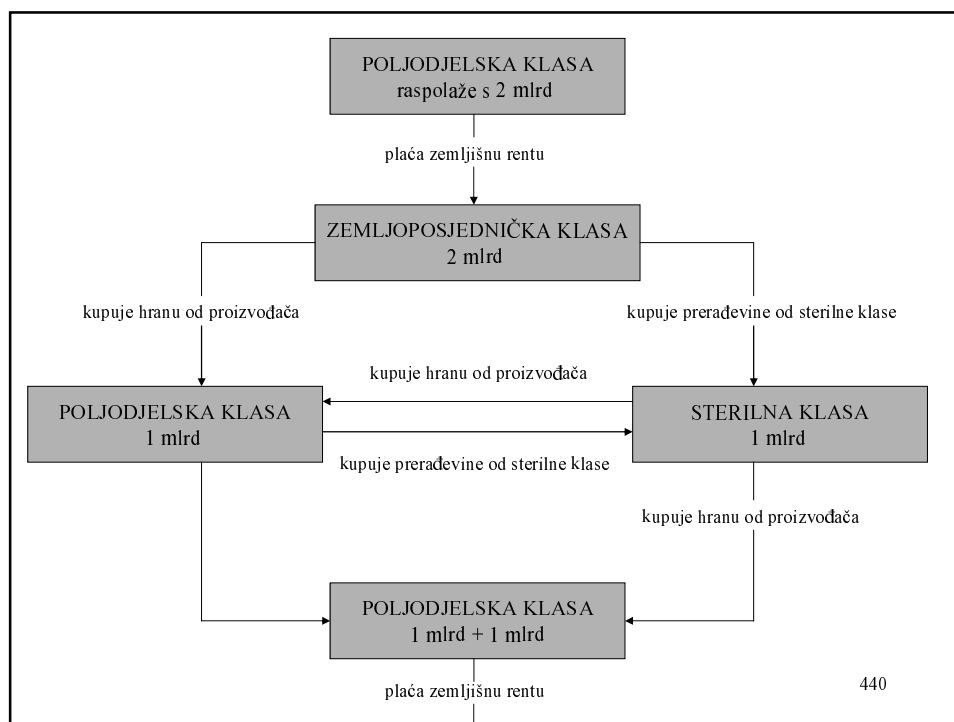 POLJODJELSKA KLASA
raspolaže s 2 mlrd
plaća zemljišnu rentu
ZEMLJOPOSJEDNIČKA KLASA
2 mlrd
kupuje hranu od proizvođača
kupuje prerađevine od sterilne klase
kupuje hranu od proizvođača
POLJODJELSKA KLASA
1 mlrd
STERILNA KLASA
1 mlrd
kupuje prerađevine od sterilne klase
kupuje hranu od proizvođača
POLJODJELSKA KLASA
1 mlrd + 1 mlrd
440
plaća zemljišnu rentu